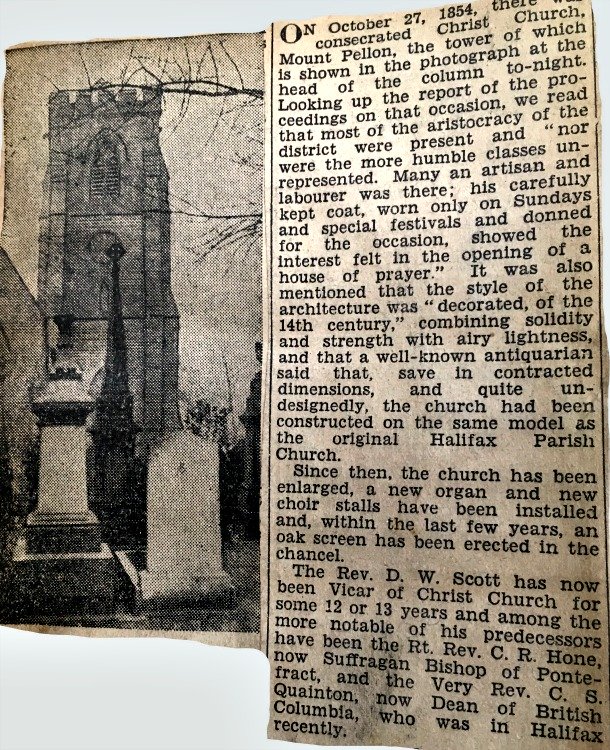 ON October 27, 1854, there was
consecrated Christ Church,
Mount Pellon, the tower of which
is shown in the photograph at the
head of the column to-night.
Looking up the report of the pro-
ceedings on that occasion, we read
that most of the aristocracy of the
district were present and "nor
were the more humble classes un-
represented. Many an artisan and
labourer was there; his carefully
kept coat, worn only on Sundays
and special festivals and donned
for the occasion, showed the
interest felt in the opening of a
house of prayer." It was also
mentioned that the style of the
architecture was "decorated, of the
14th century," combining solidity
and strength with airy lightness,
and that a well-known antiquarian
said that, save in contracted
dimensions, and quite un-
designedly, the church had been
constructed on the same model as
the original Halifax Parish
Church.
Since then, the church has been
enlarged, a new organ and new
choir stalls have been installed
and, within the last few years, an
oak screen has been erected in the
chancel.
The Rev. D. W. Scott has now
been Vicar of Christ Church for
some 12 or 13 years and among the
more notable of his predecessors
have been the Rt. Rev. C. R. Hone,
now Suffragan Bishop of Ponte-
fract, and the Very Rev. C. S.
Quainton, now Dean of British
Columbia, who was in Halifax
recently.